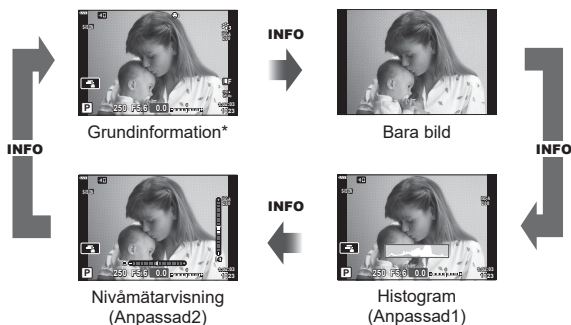 INFO
Grundinformation*
Bara bild
INFO
INFO
P 250 F5.6 0.0
INFO
P 250 F5.6 0.0
P 250 F5.6 0.0
Nivåmätarvisning
(Anpassad2)
Histogram
(Anpassad1)